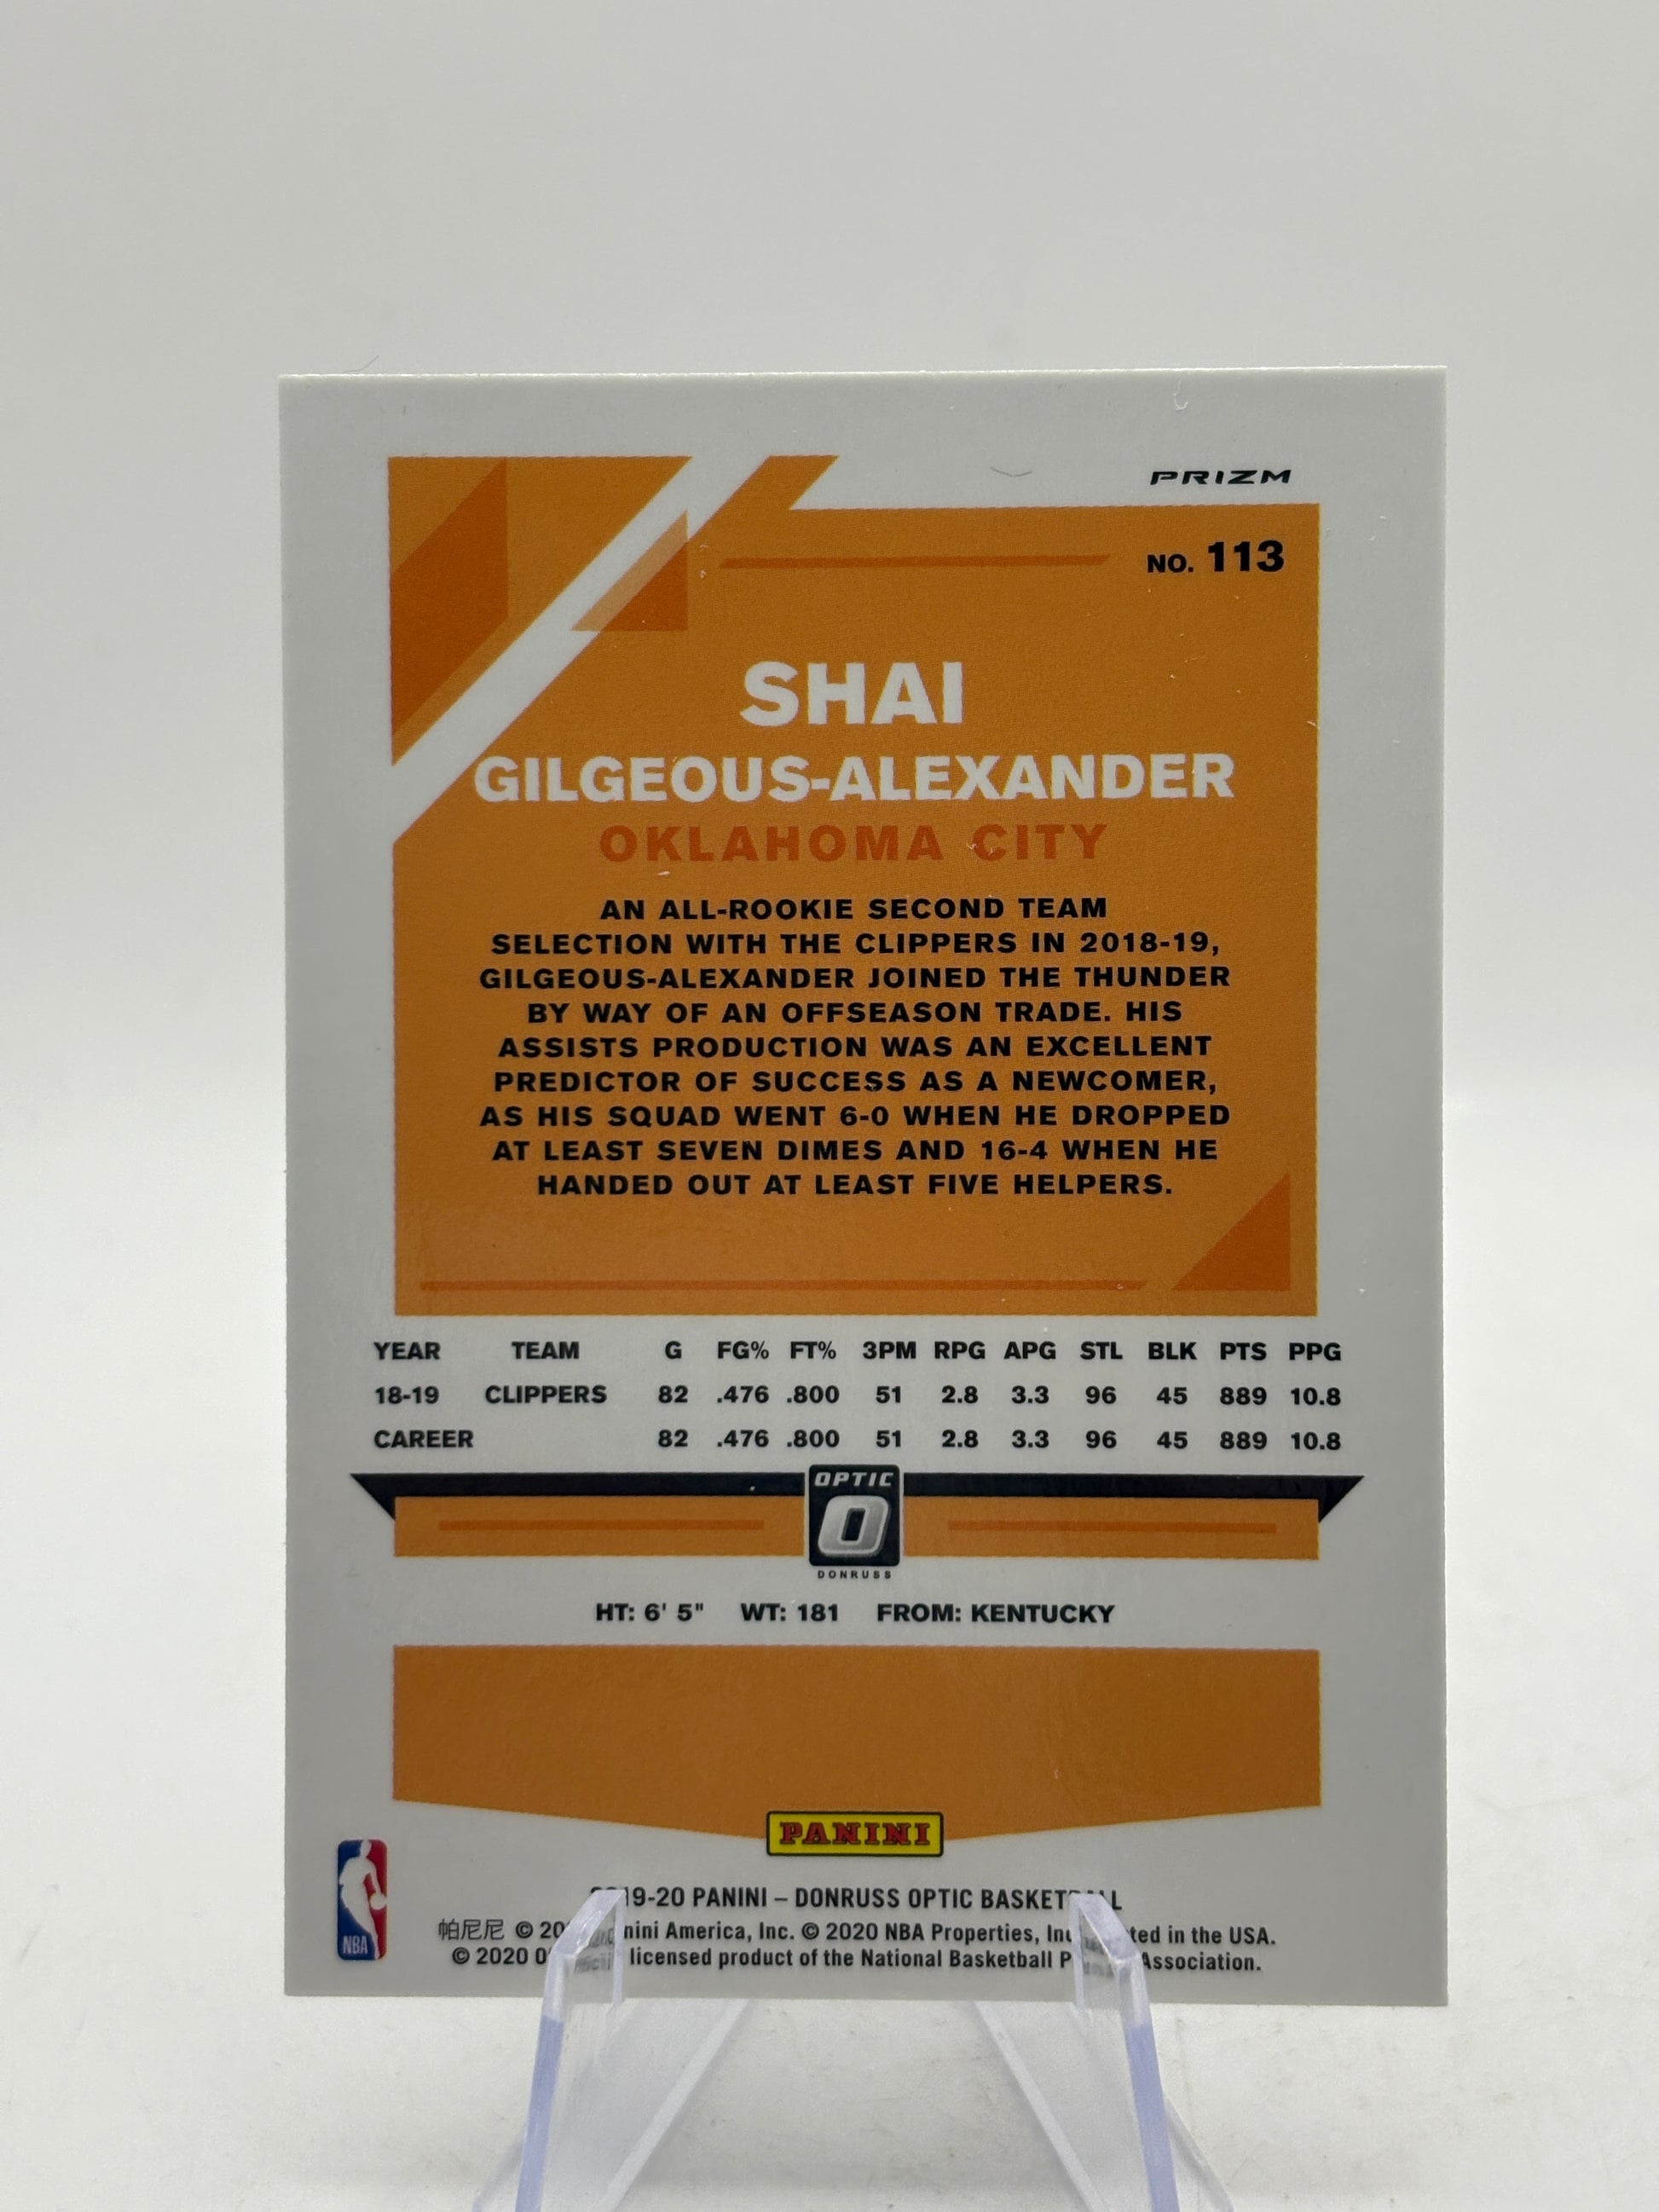 PRIZM
NO. 113
SHAI
GILGEOUS-ALEXANDER
OKLAHOMA CITY
AN ALL-ROOKIE SECOND TEAM
SELECTION WITH THE CLIPPERS IN 2018-19,
GILGEOUS-ALEXANDER JOINED THE THUNDER
BY WAY OF AN OFFSEASON TRADE. HIS
ASSISTS PRODUCTION WAS AN EXCELLENT
PREDICTOR OF SUCCESS AS A NEWCOMER,
AS HIS SQUAD WENT 6-0 WHEN HE DROPPED
AT LEAST SEVEN DIMES AND 16-4 WHEN HE
HANDED OUT AT LEAST FIVE HELPERS.
YEAR TEAM G FG% FT% 3PM RPG APG STL BLK PTS PPG
18-19 CLIPPERS 82 .476 .800 51 2.8 3.3 96 45 889 10.8
CAREER 82 .476 .800 51 2.8 3.3 96 45 889 10.8
OPTIC
O
DONRUSS
HT: 6' 5" WT: 181 FROM: KENTUCKY
PANINI
NBA
2019-20 PANINI – DONRUSS OPTIC BASKETBALL
帕尼尼 © Panini America, Inc. © 2020 NBA Properties, Inc. in the USA.
© 2020 licensed product of the National Basketball Association.